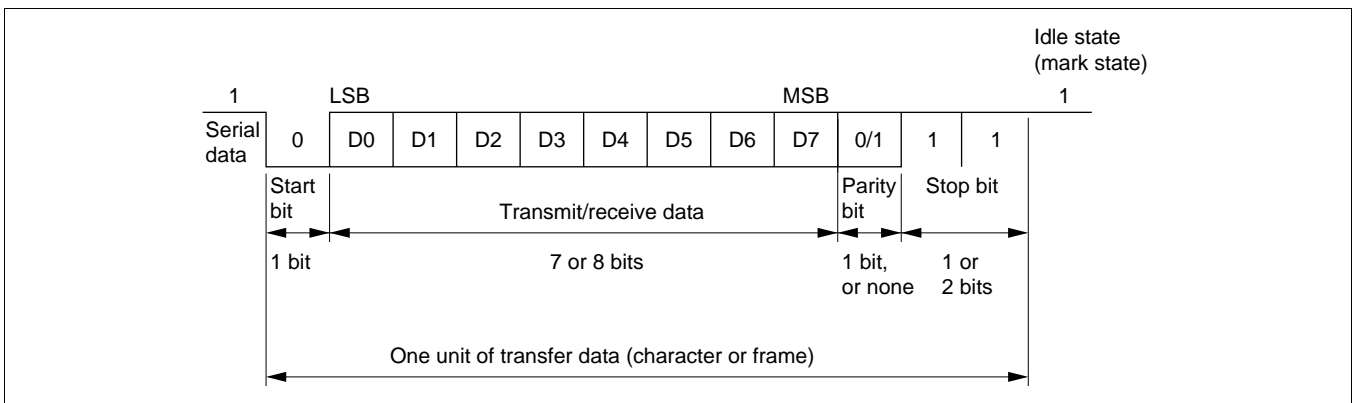 Idle state
(mark state)
1 LSB MSB 1
Serial
data
0 D0 D1 D2 D3 D4 D5 D6 D7 0/1 1 1
Start
bit
Transmit/receive data
Parity
bit
Stop bit
1 bit
7 or 8 bits
1 bit,
or none
1 or
2 bits
One unit of transfer data (character or frame)